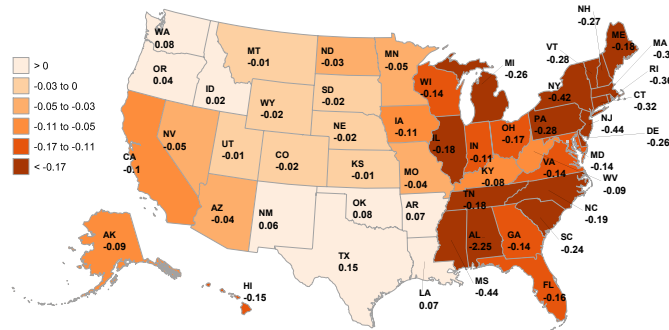 NH
-0.27
WA
0.08
ME
-0.18
MA
MT
-0.01
ND
-0.03
MN
-0.05
VT
-0.28
MI
-0.26
RI
OR
0.04
> 0
-0.03 to 0
-0.05 to -0.03
-0.11 to -0.05
-0.17 to -0.11
< -0.17
ID
0.02
SD
-0.02
WI
-0.14
NY
-0.42
CT
-0.32
WY
-0.02
IA
-0.11
PA
-0.28
NJ
-0.44
NV
-0.05
NE
-0.02
IL
-0.18
IN
-0.11
OH
-0.17
DE
-0.26
UT
-0.01
CO
-0.02
KS
-0.01
MO
-0.04
KY
-0.08
VA
-0.14
MD
-0.14
CA
-0.1
WV
-0.09
AZ
-0.04
NM
0.06
OK
0.08
AR
0.07
TN
-0.18
NC
-0.19
AK
-0.09
TX
0.15
AL
-2.25
GA
-0.14
SC
-0.24
HI
-0.15
LA
0.07
MS
-0.44
FL
-0.16